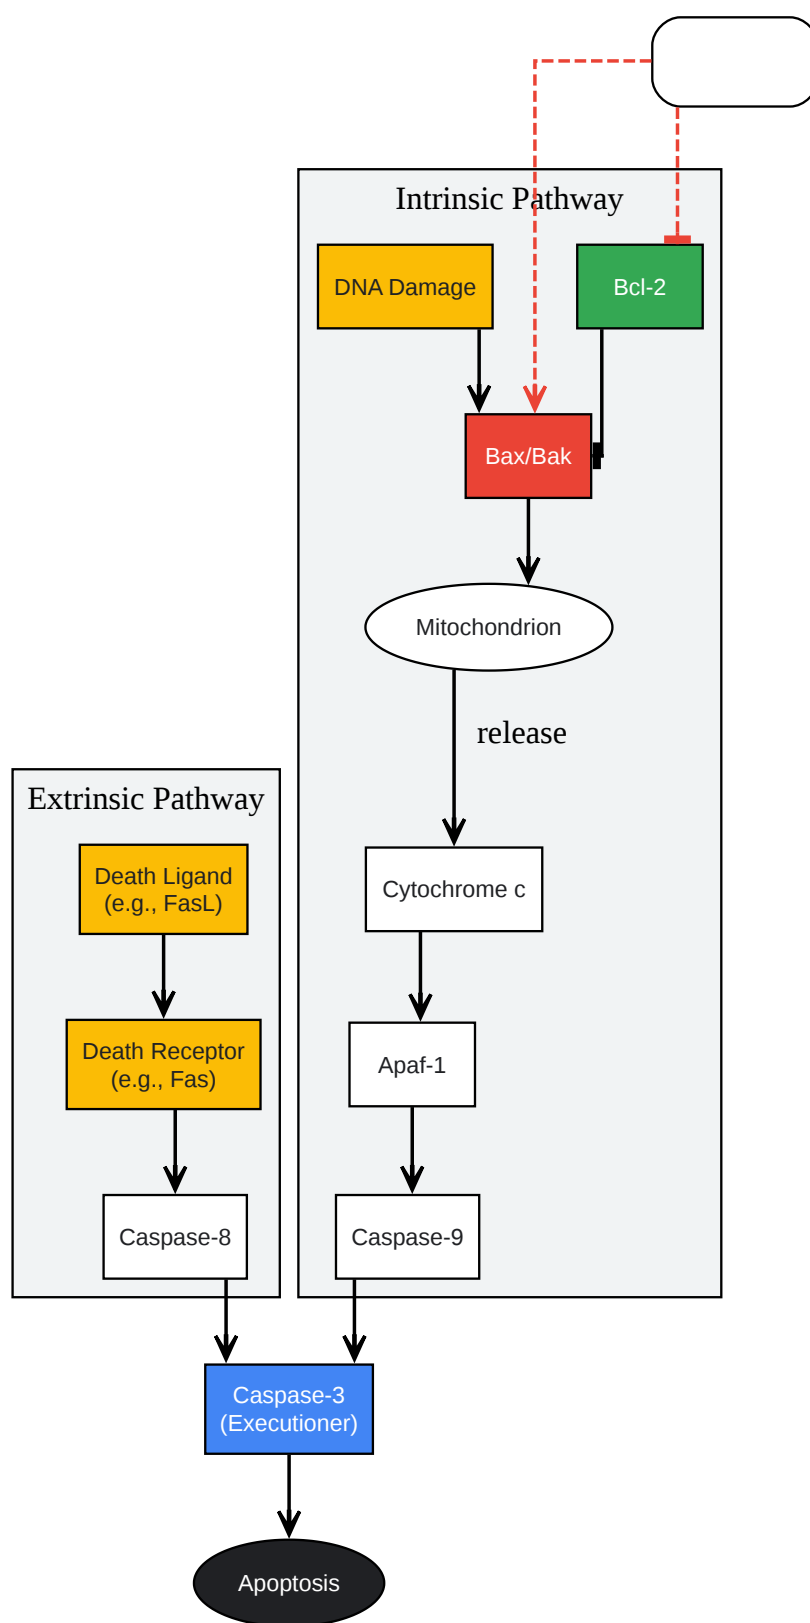 Intrinsic Pathway
DNA Damage
Bcl-2
Bax/Bak
Mitochondrion
release
Extrinsic Pathway
Death Ligand
(e.g., FasL)
Cytochrome c
Death Receptor
(e.g., Fas)
Apaf-1
Caspase-8
Caspase-9
Caspase-3
(Executioner)
Apoptosis